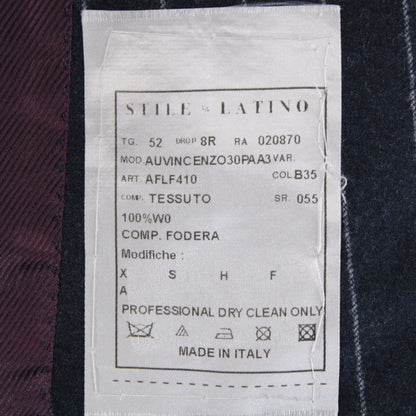 STILE LATINO
TG. 52 DROP 8R RA 020870
MOD. AUVINCENZO30PAA3 VAR.
ART. AFLF410 COL B35
COMP. TESSUTO SR. 055
100%WO
COMP. FODERA
Modifiche :
X S H F
A
PROFESSIONAL DRY CLEAN ONLY
MADE IN ITALY